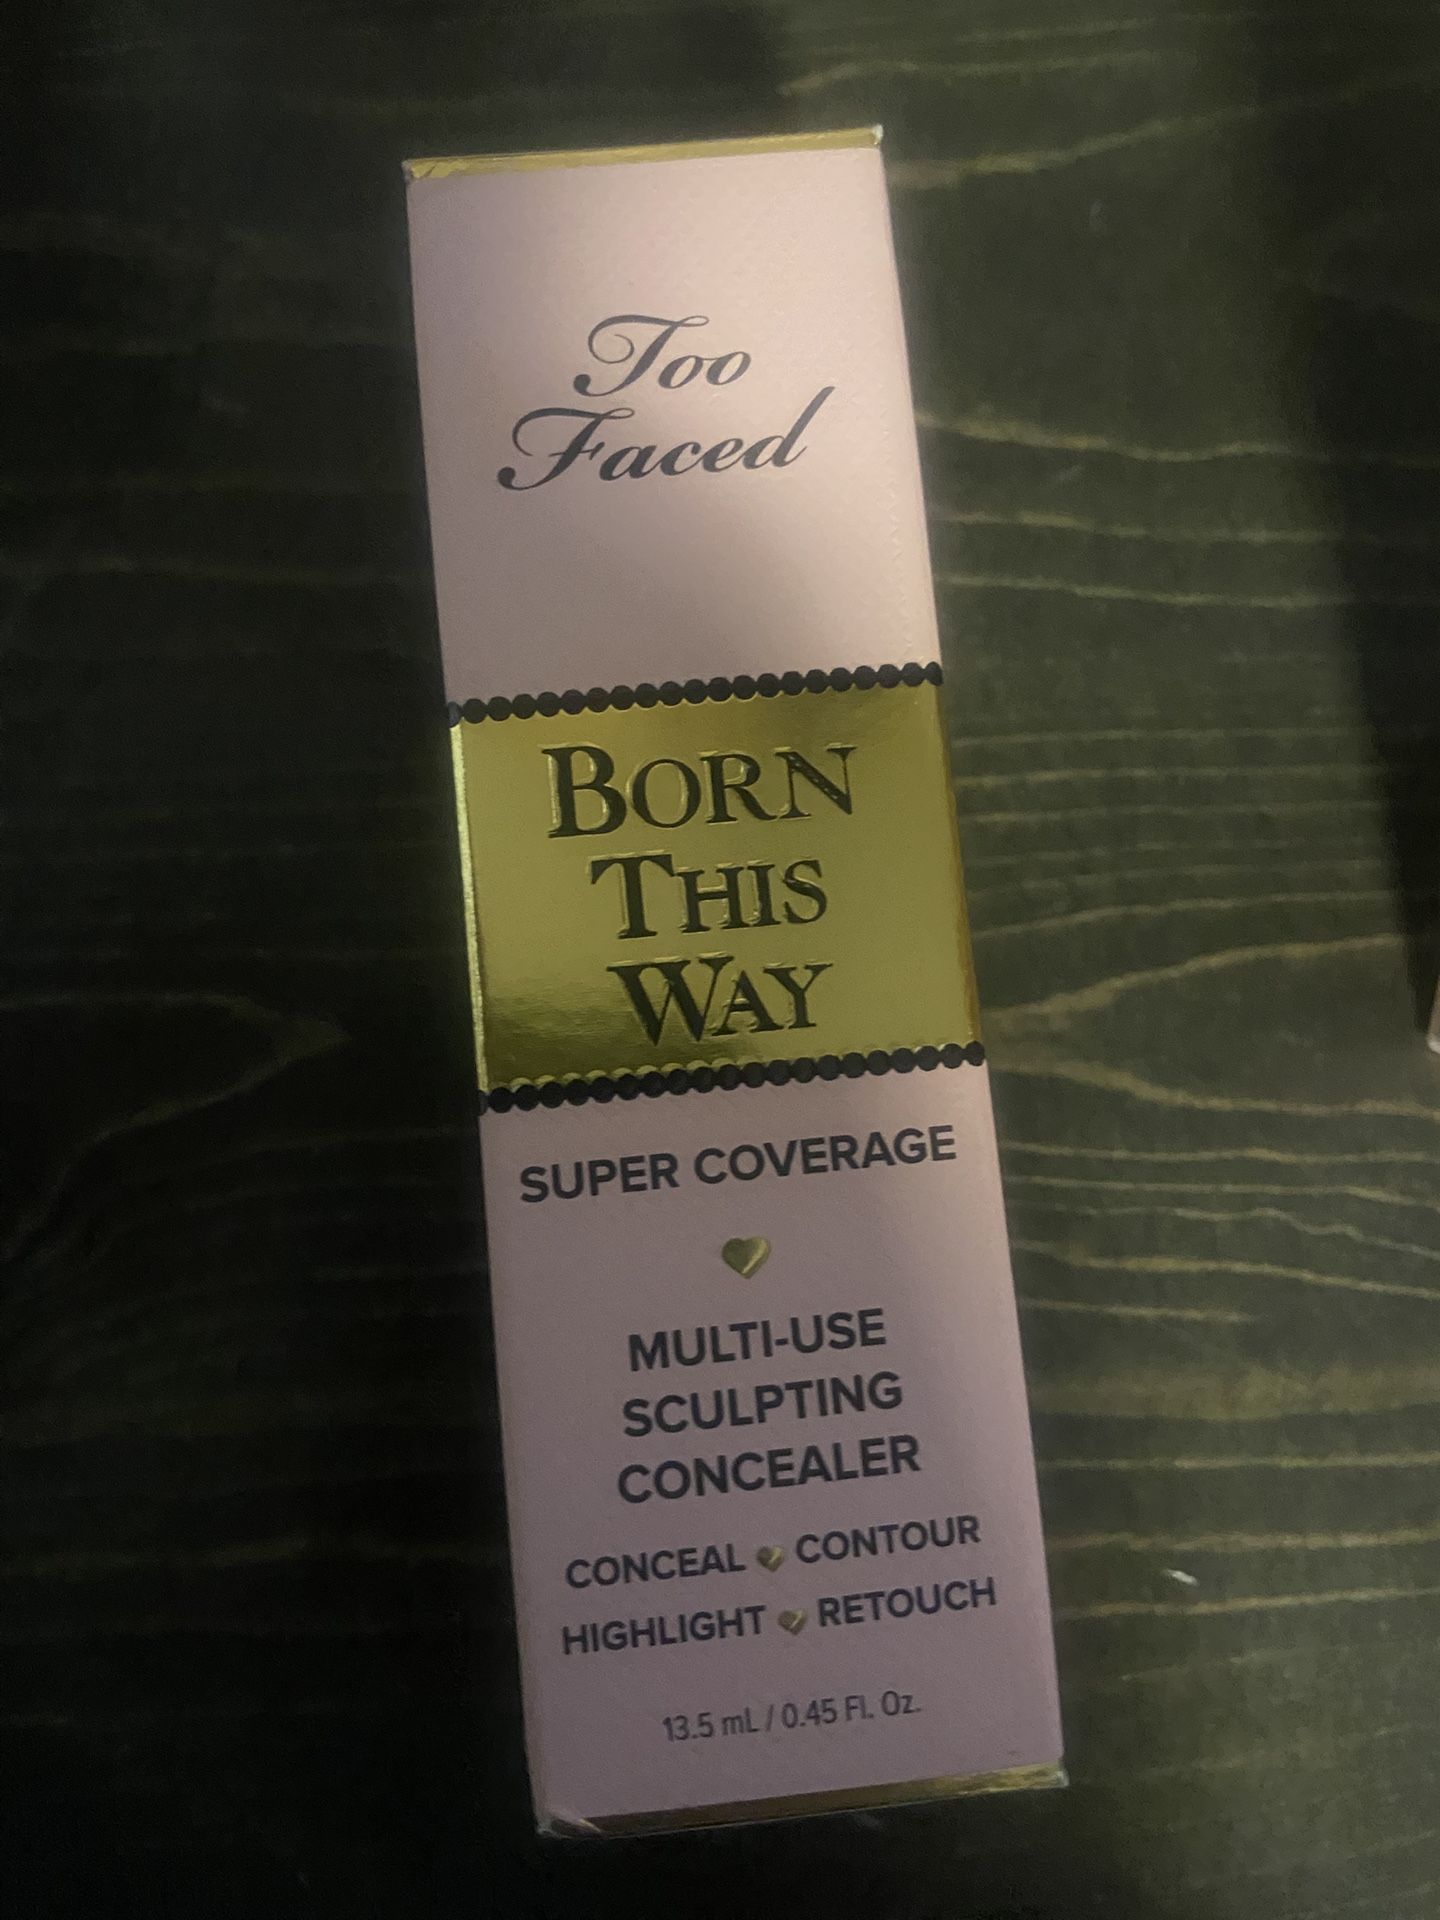 Too
Faced
BORN
THIS
WAY
SUPER COVERAGE
MULTI-USE
SCULPTING
CONCEALER
CONCEAL CONTOUR
HIGHLIGHT RETOUCH
13.5 mL / 0.45 Fl. Oz.